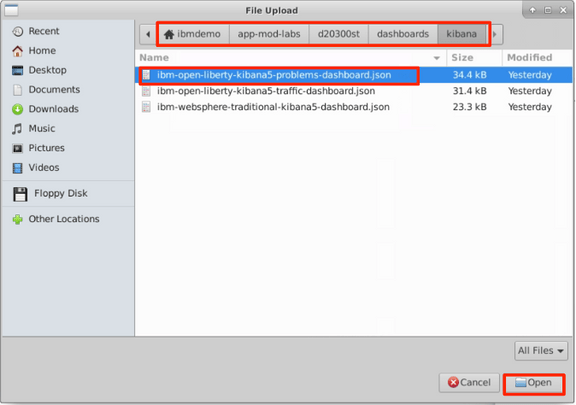 File Upload
Recent
Home
Desktop
Documents
Downloads
Music
Pictures
Videos
Floppy Disk
Other Locations
ibmdemo app-mod-labs d20300st dashboards kibana
Name Size Modified
ibm-open-liberty-kibana5-problems-dashboard.json 34.4 kB Yesterday
ibm-open-liberty-kibana5-traffic-dashboard.json 31.4 kB Yesterday
ibm-websphere-traditional-kibana5-dashboard.json 23.3 kB Yesterday
All Files
Cancel Open